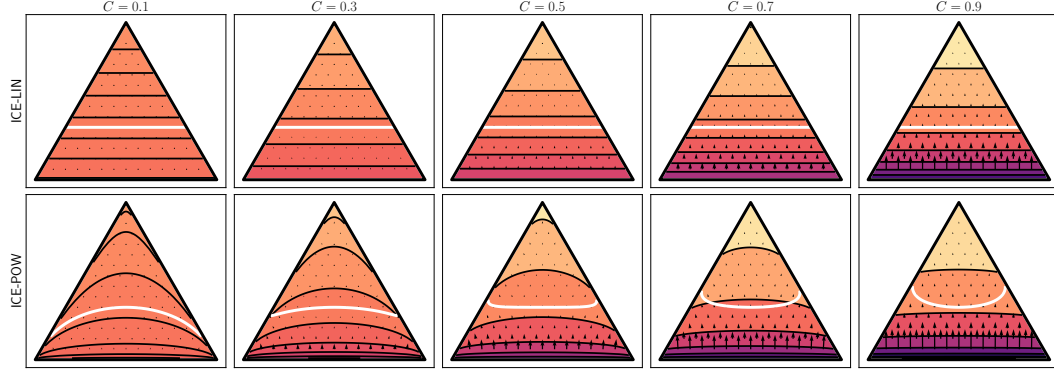 C = 0.1
C = 0.3
C = 0.5
C = 0.7
C = 0.9
ICE-LIN
ICE-POW